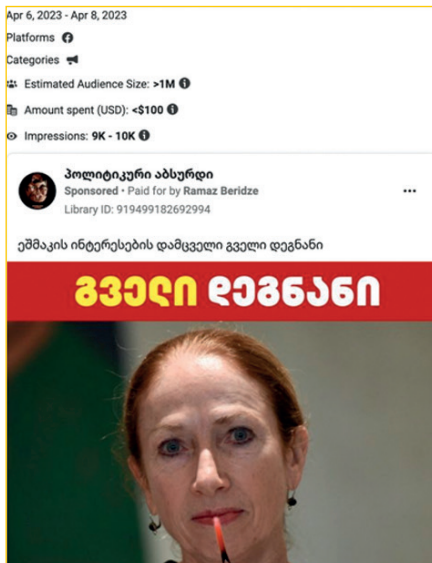 Apr 6, 2023 - Apr 8, 2023
Platforms
Categories
Estimated Audience Size: >1M
Amount spent (USD): <$100
Impressions: 9K - 10K
პოლიტიკური აბსურდი
Sponsored • Paid for by Ramaz Beridze
Library ID: 919499182692994
ეშმაკის ინტერესების დამცველი გველი დეგნანი
გველი დეგნანი